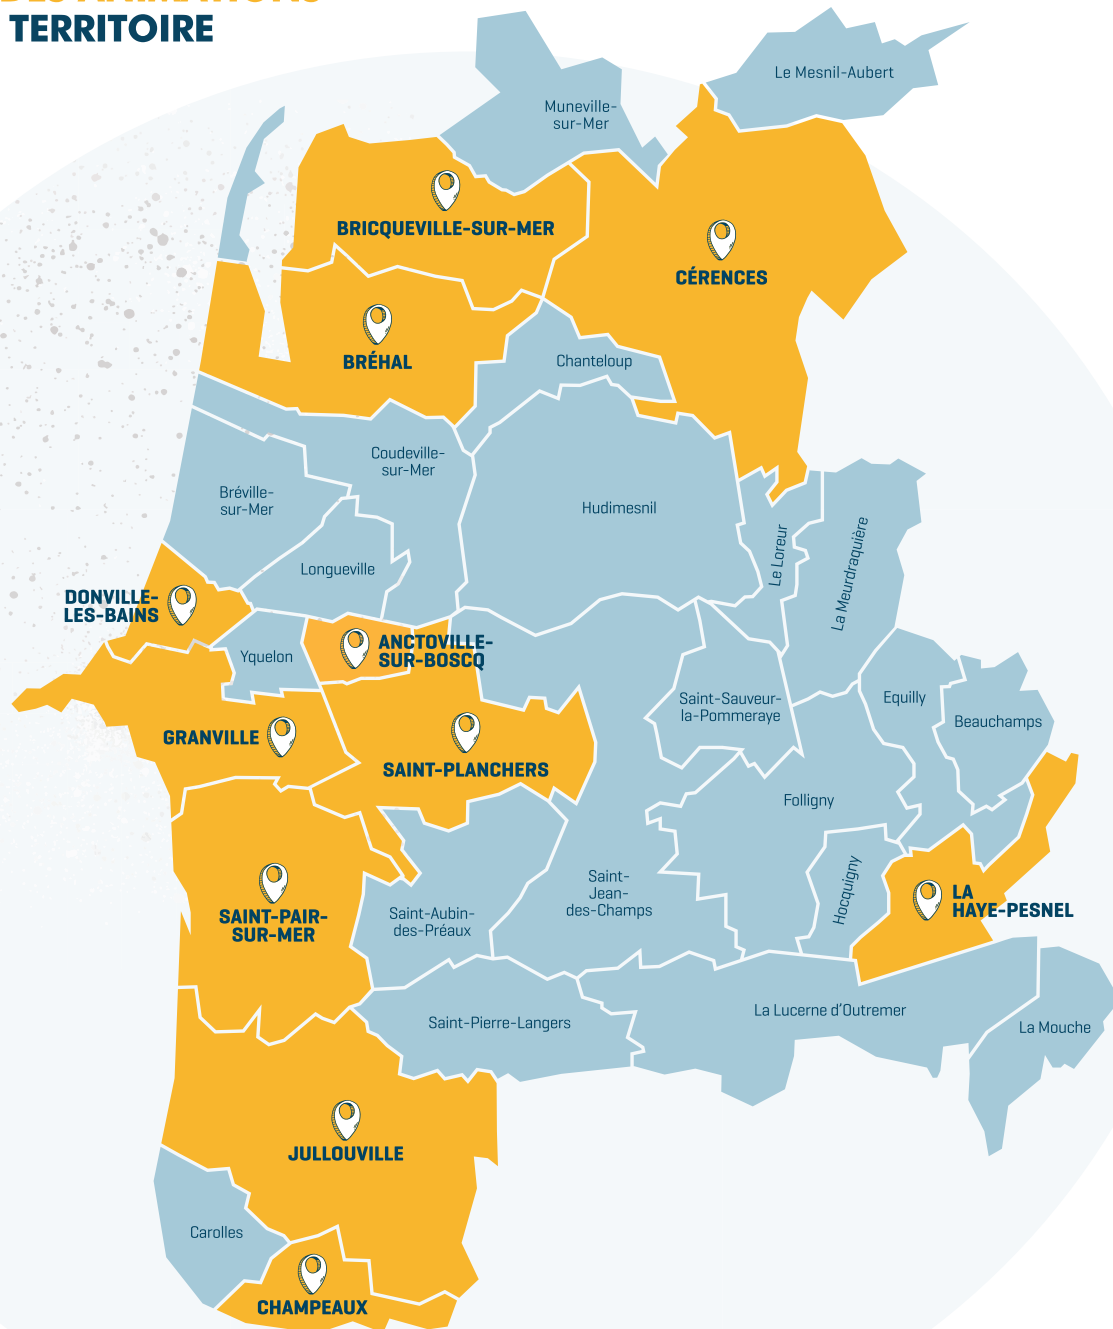 TERRITOIRE
Le Mesnil-Aubert
Muneville-
sur-Mer
BRICQUEVILLE-SUR-MER
CÉRENCES
BRÉHAL
Chanteloup
Coudeville-
sur-Mer
Bréville-
sur-Mer
Hudimesnil
Le Loreur
La Meurdraquière
Longueville
DONVILLE-
LES-BAINS
ANCTOVILLE-
SUR-BOSCQ
Yquelon
Saint-Sauveur-
la-Pommeraye
Equilly
Beauchamps
GRANVILLE
SAINT-PLANCHERS
Folligny
Saint-
Jean-
des-Champs
Hocquigny
LA
HAYE-PESNEL
SAINT-PAIR-
SUR-MER
Saint-Aubin-
des-Préaux
Saint-Pierre-Langers
La Lucerne d'Outremer
La Mouche
JULLOUVILLE
Carolles
CHAMPEAUX